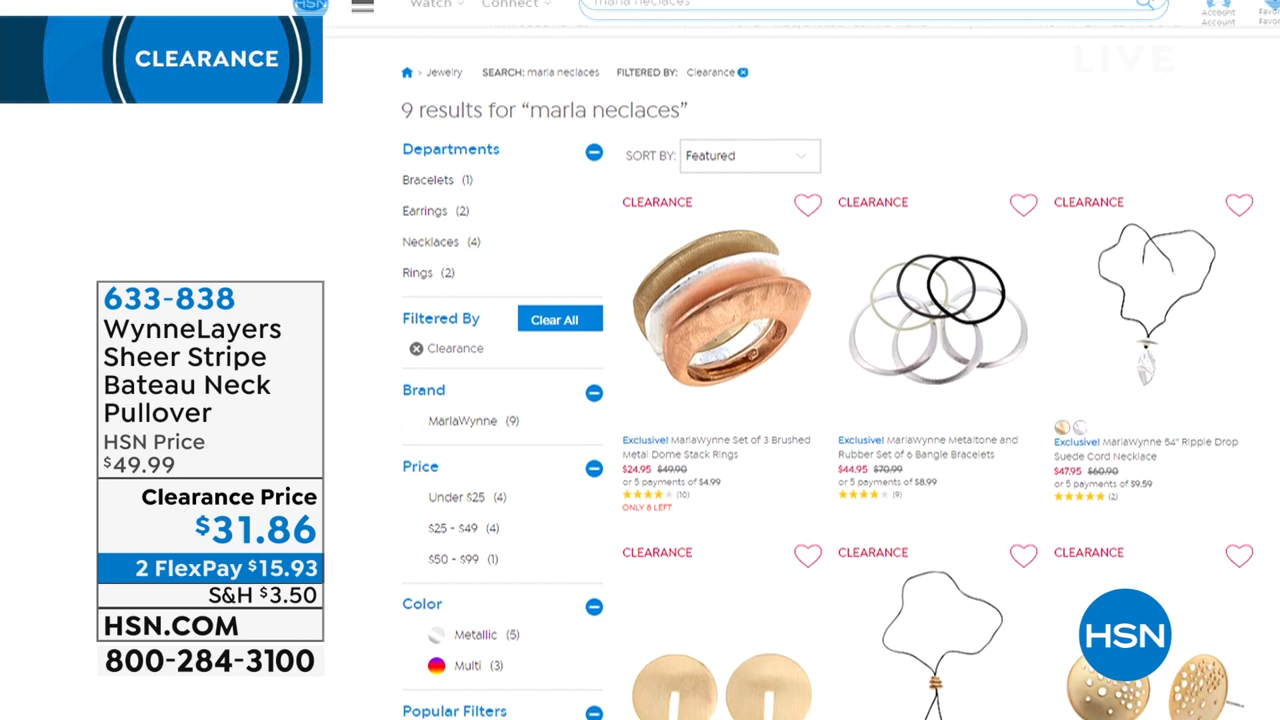 HSN
Watch
Connect
marla neclaces
Account
Account
CLEARANCE
LIVE
Jewelry SEARCH: marla neclaces FILTERED BY: Clearance
9 results for “marla neclaces”
Departments
Bracelets (1)
Earrings (2)
Necklaces (4)
Rings (2)
Filtered By
Clear All
Clearance
Brand
MarlaWynne (9)
Price
Under $25 (4)
$25 - $49 (4)
$50 - $99 (1)
Color
Metallic (5)
Multi (3)
Popular Filters
SORT BY: Featured
CLEARANCE
Exclusive! MarlaWynne Set of 3 Brushed
Metal Dome Stack Rings
$24.95 $49.90
or 5 payments of $4.99
(10)
ONLY 8 LEFT
CLEARANCE
Exclusive! MarlaWynne Metaltone and
Rubber Set of 6 Bangle Bracelets
$44.95 $70.99
or 5 payments of $8.99
(9)
CLEARANCE
Exclusive! MarlaWynne 54" Ripple Drop
Suede Cord Necklace
$47.95 $60.90
or 5 payments of $9.59
(2)
CLEARANCE
CLEARANCE
CLEARANCE
633-838
WynneLayers
Sheer Stripe
Bateau Neck
Pullover
HSN Price
$49.99
Clearance Price
$31.86
2 FlexPay $15.93
S&H $3.50
HSN.COM
800-284-3100
HSN